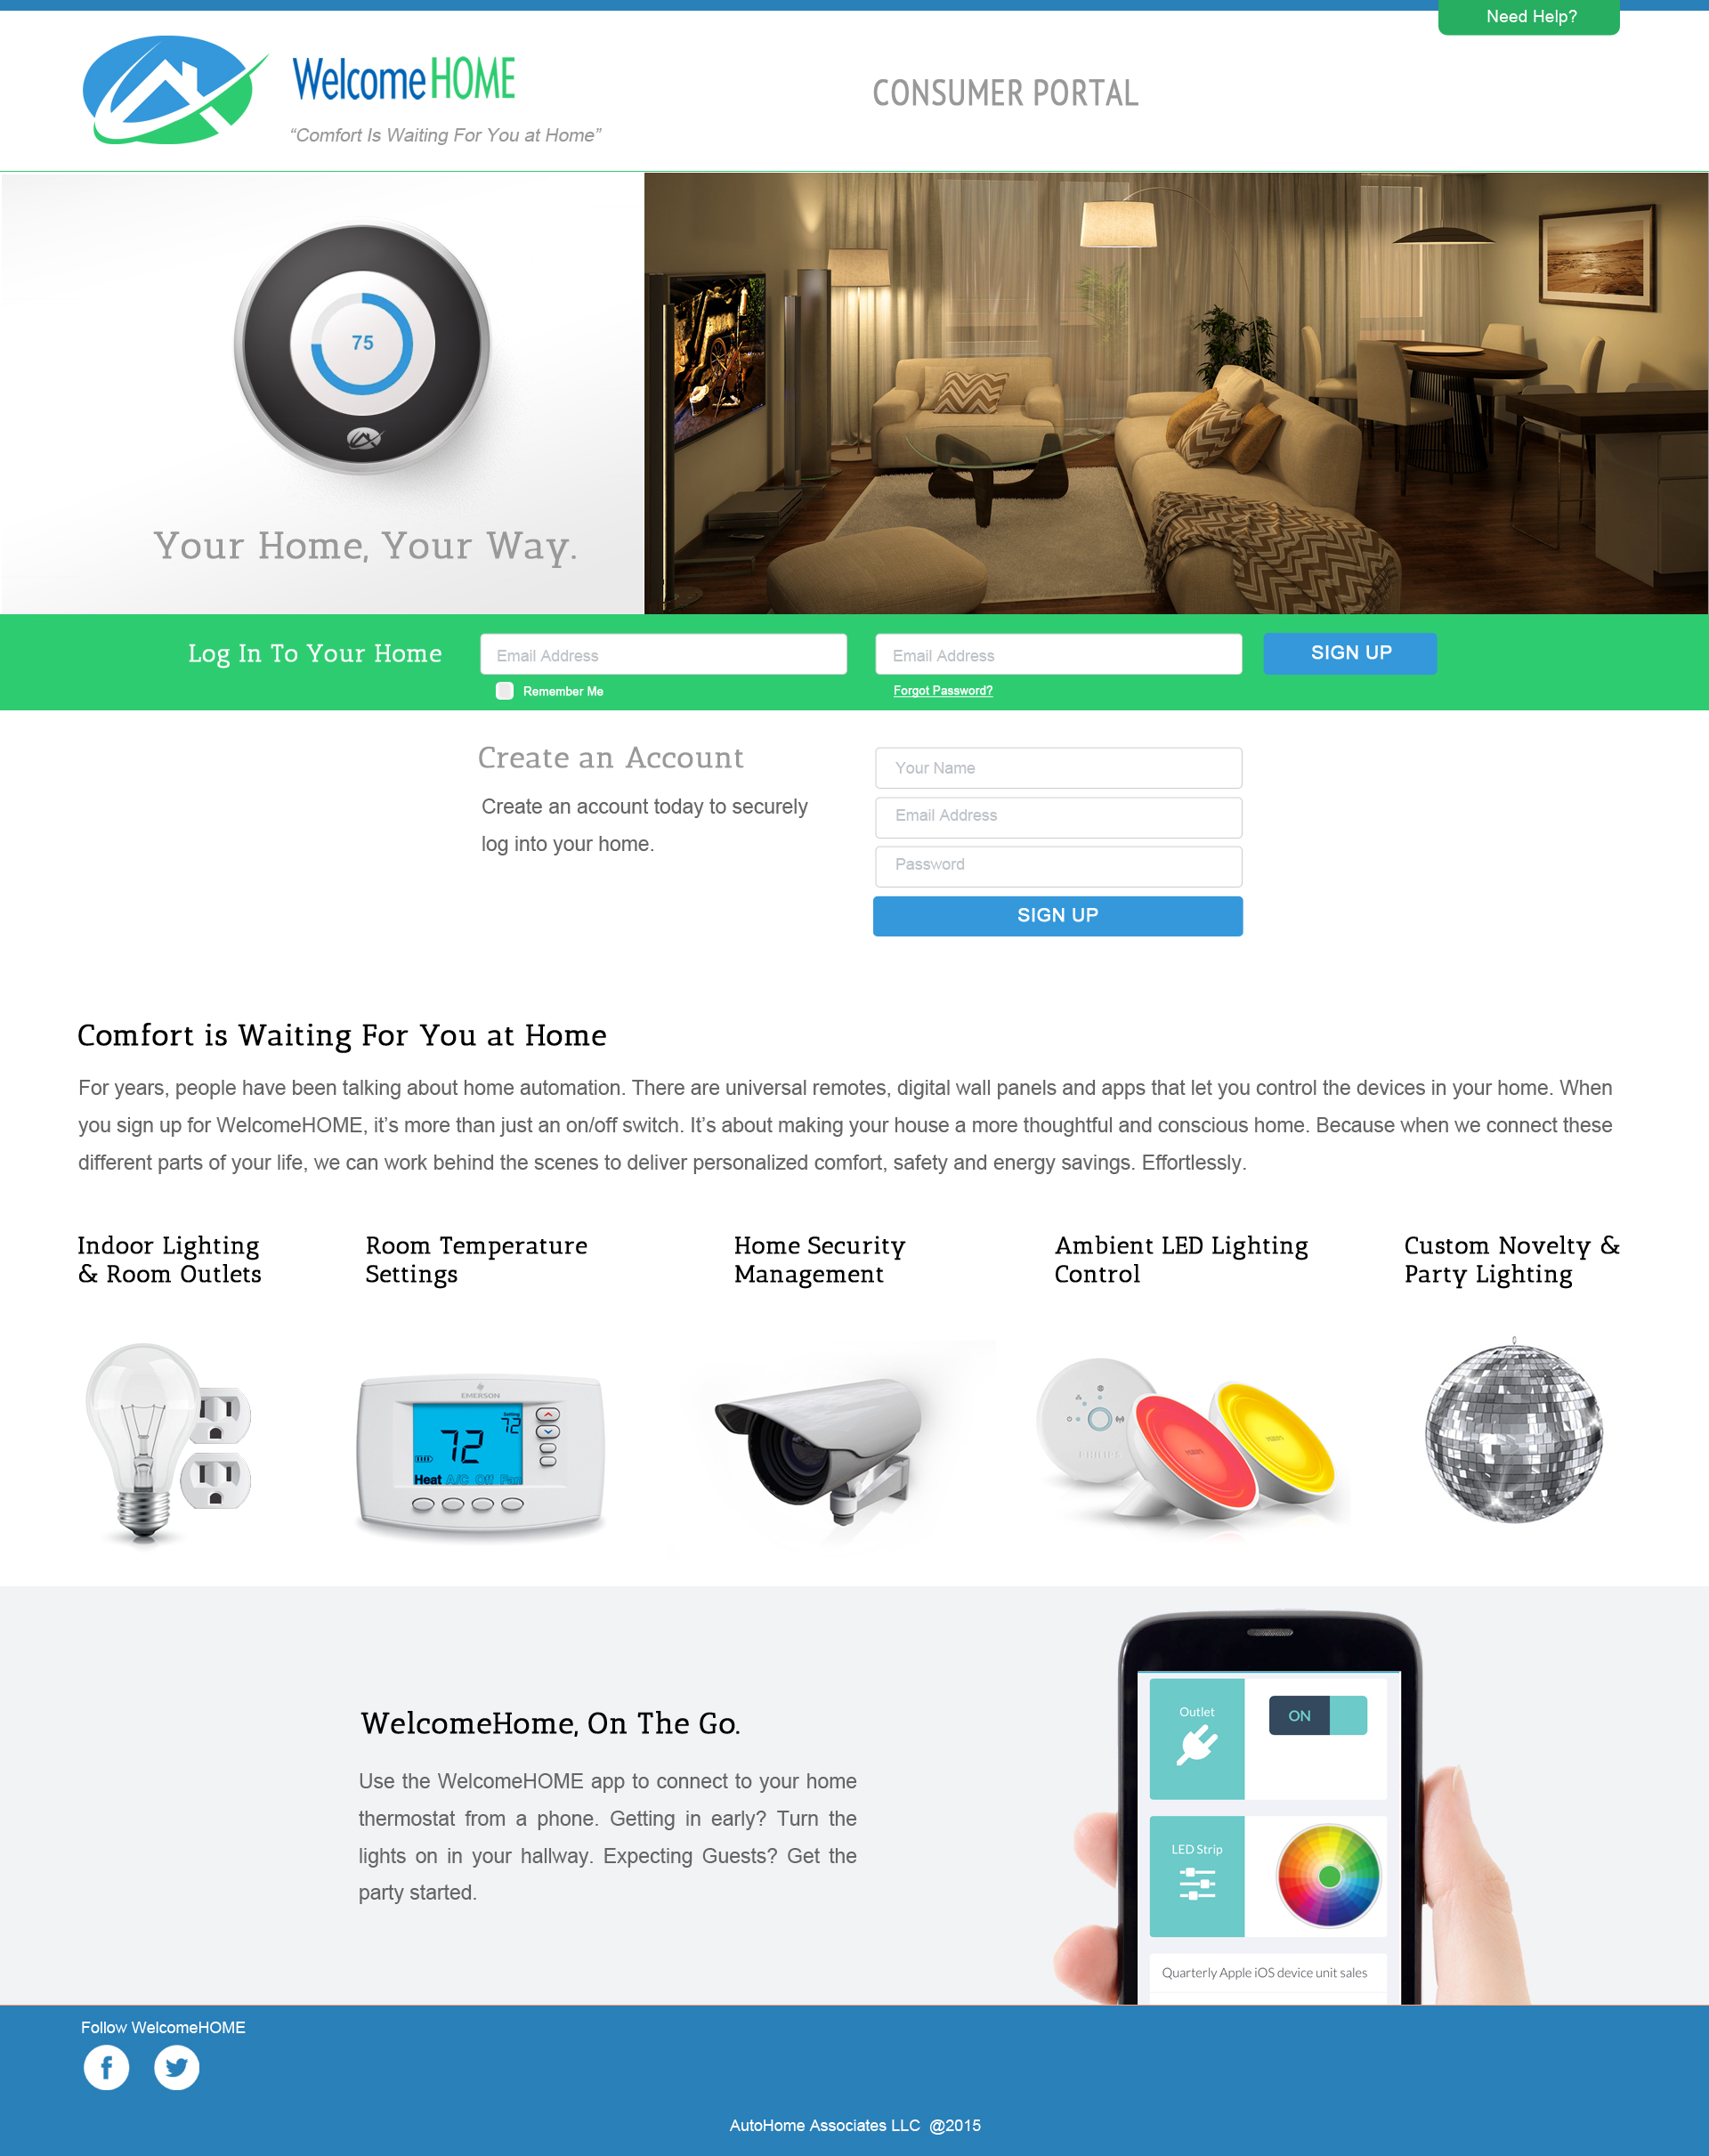 Need Help?
WelcomeHOME
CONSUMER PORTAL
“Comfort Is Waiting For You at Home”
75
Your Home, Your Way.
Log In To Your Home
Email Address
Email Address
SIGN UP
Remember Me
Forgot Password?
Create an Account
Create an account today to securely
log into your home.
Your Name
Email Address
Password
SIGN UP
Comfort is Waiting For You at Home
For years, people have been talking about home automation. There are universal remotes, digital wall panels and apps that let you control the devices in your home. When
you sign up for WelcomeHOME, it’s more than just an on/off switch. It’s about making your house a more thoughtful and conscious home. Because when we connect these
different parts of your life, we can work behind the scenes to deliver personalized comfort, safety and energy savings. Effortlessly.
Indoor Lighting
& Room Outlets
Room Temperature
Settings
Home Security
Management
Ambient LED Lighting
Control
Custom Novelty &
Party Lighting
EMERSON
Setting
72
72
Heat A/C Off Fan
PHILIPS
WelcomeHome, On The Go.
Use the WelcomeHOME app to connect to your home
thermostat from a phone. Getting in early? Turn the
lights on in your hallway. Expecting Guests? Get the
party started.
Outlet
ON
LED Strip
Quarterly Apple iOS device unit sales
Follow WelcomeHOME
AutoHome Associates LLC @2015